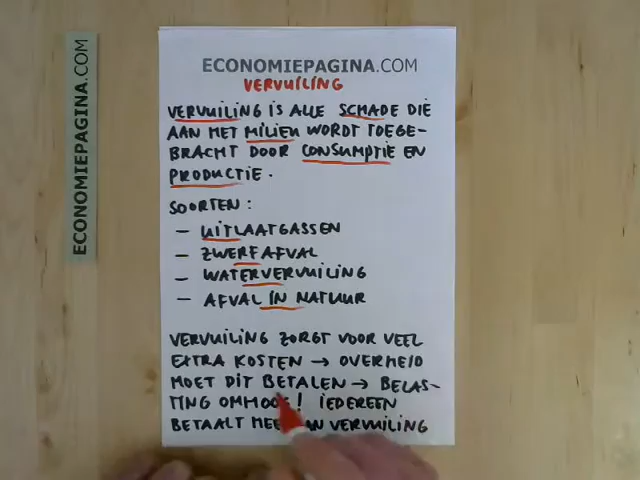 ECONOMIEPAGINA.COM
ECONOMIEPAGINA.COM
VERVUILING
VERVUILING IS ALLE SCHADE DIE
AAN HET MILIEU WORDT TOEGE-
BRACHT DOOR CONSUMPTIE EN
PRODUCTIE.
SOORTEN:
- UITLAATGASSEN
- ZWERFAFVAL
- WATERVERVUILING
- AFVAL IN NATUUR
VERVUILING ZORGT VOOR VEEL
EXTRA KOSTEN → OVERHEID
MOET DIT BETALEN → BELAS-
TING OMHOOG! IEDEREEN
BETAALT MEE VERVUILING